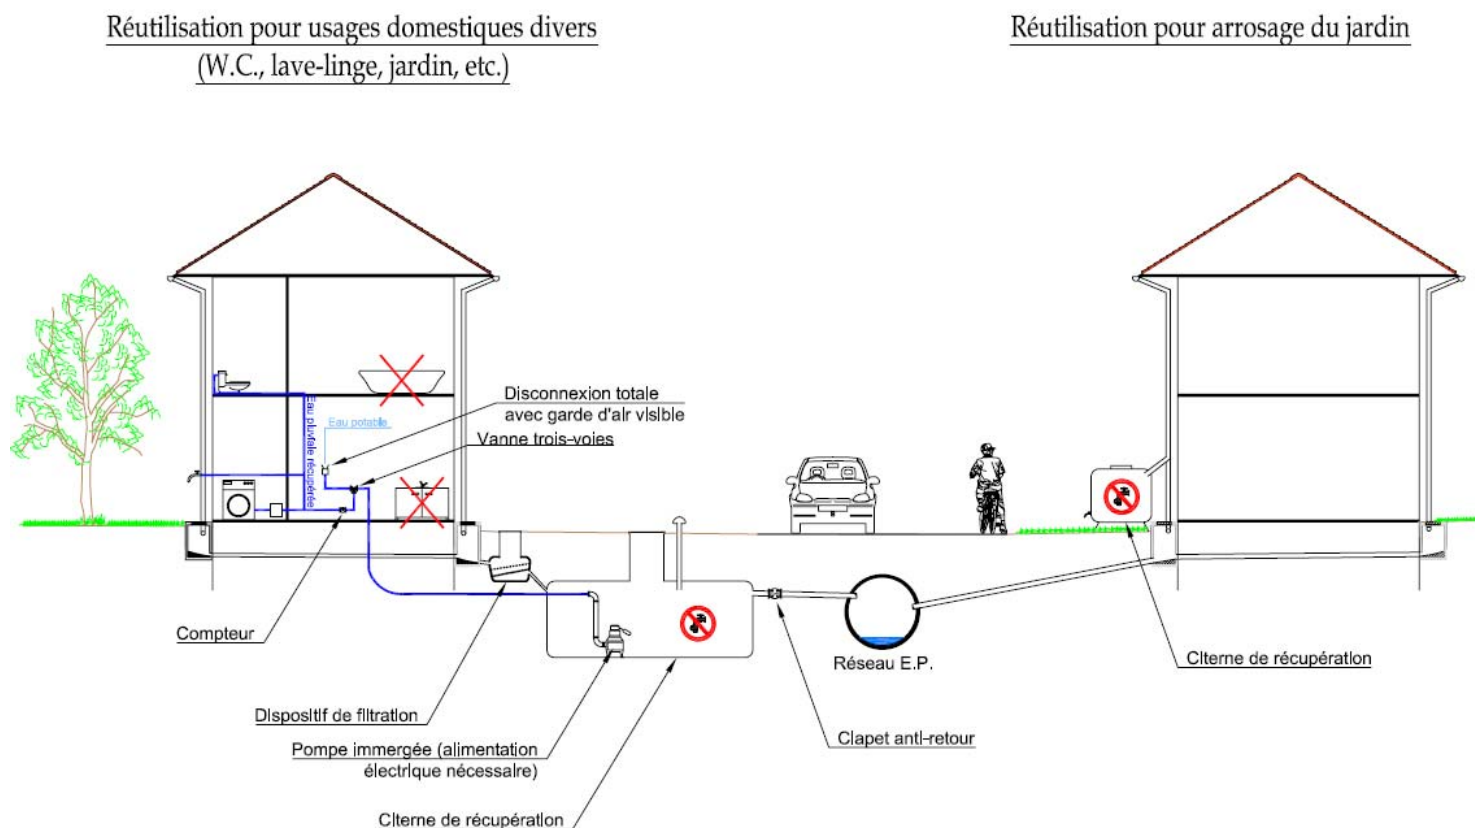 Réutilisation pour usages domestiques divers
(W.C., lave-linge, jardin, etc.)
Réutilisation pour arrosage du jardin
Disconnexion totale
avec garde d'air visible
Eau potable
Vanne trois-voies
Eau pluviale récupérée
Compteur
Réseau E.P.
Citerne de récupération
Dispositif de filtration
Clapet anti-retour
Pompe immergée (alimentation
électrique nécessaire)
Citerne de récupération